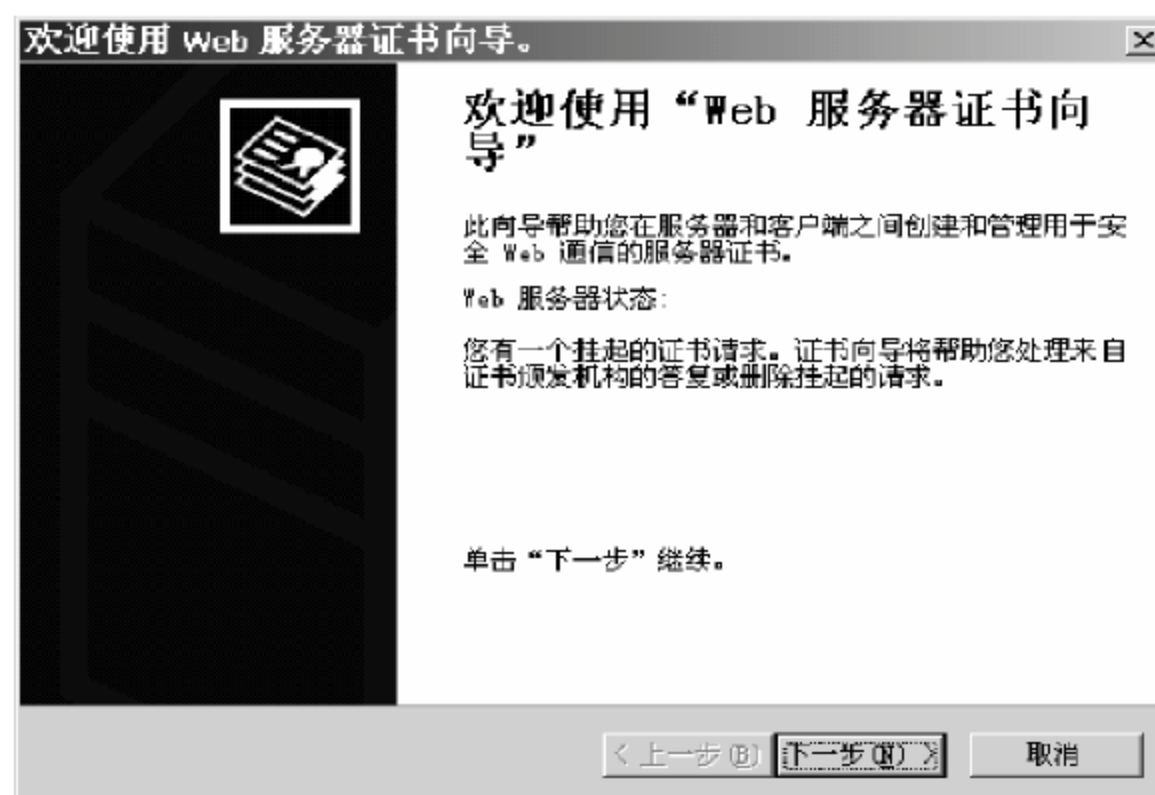 欢迎使用 Web 服务器证书向导。
欢迎使用“Web 服务器证书向
导”
此向导帮助您在服务器和客户端之间创建和管理用于安
全 Web 通信的服务器证书。
Web 服务器状态:
您有一个挂起的证书请求。证书向导将帮助您处理来自
证书颁发机构的答复或删除挂起的请求。
单击“下一步”继续。
< 上一步(B) 下一步(N) > 取消